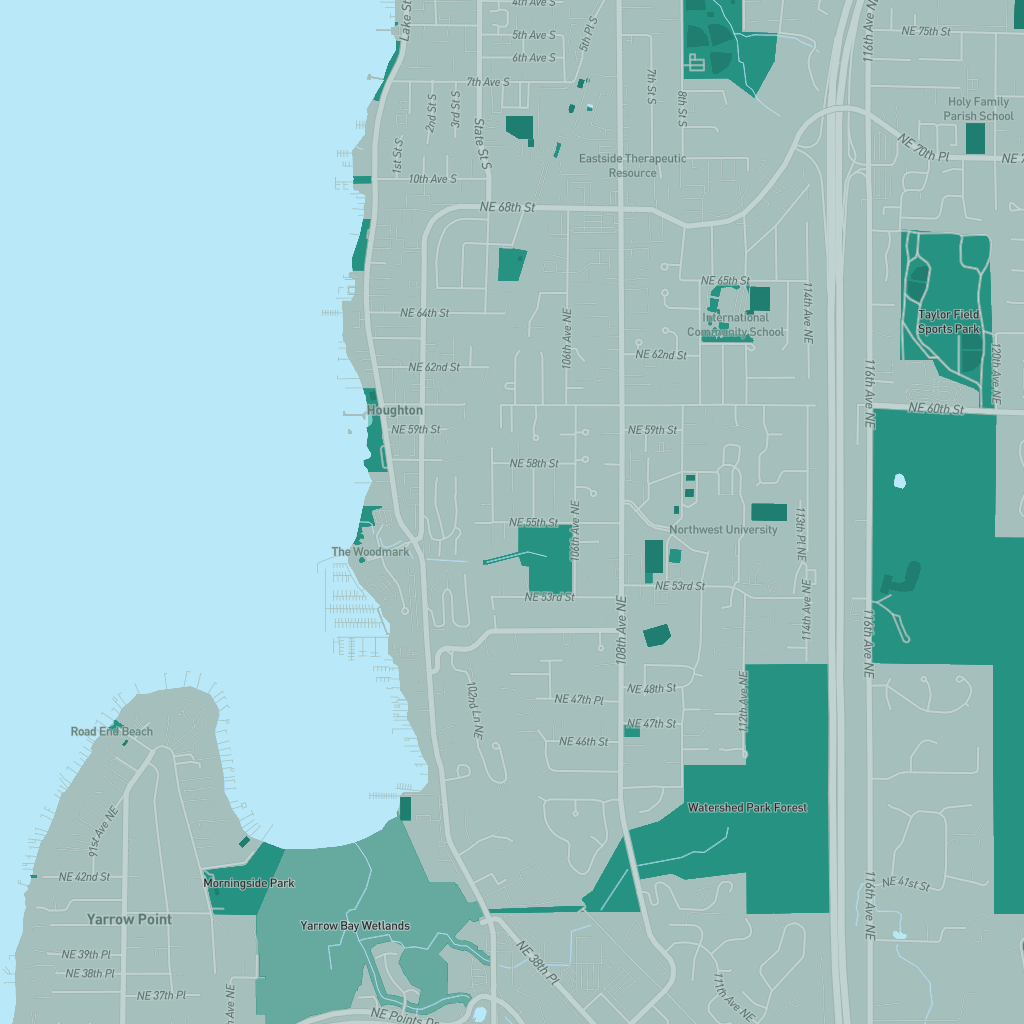 4th Ave S
Lake St
5th Ave S
5th Pl S
6th Ave S
7th Ave S
7th St S
8th St S
116th Ave NE
NE 75th St
2nd St S
3rd St S
State St S
1st St S
Holy Family
Parish School
NE 70th Pl
NE 7
Eastside Therapeutic
Resource
10th Ave S
NE 68th St
NE 65th St
114th Ave NE
NE 64th St
106th Ave NE
International
Community School
Taylor Field
Sports Park
NE 62nd St
NE 62nd St
120th Ave NE
116th Ave NE
Houghton
NE 60th St
NE 59th St
NE 59th St
NE 58th St
NE 55th St
106th Ave NE
Northwest University
113th Pl NE
The Woodmark
NE 53rd St
NE 53rd St
114th Ave NE
108th Ave NE
116th Ave NE
102nd Ln NE
NE 48th St
112th Ave NE
NE 47th Pl
NE 47th St
NE 46th St
Road End Beach
91st Ave NE
Watershed Park Forest
NE 42nd St
Morningside Park
NE 41st St
Yarrow Point
Yarrow Bay Wetlands
116th Ave NE
NE 39th Pl
NE 38th Pl
NE 38th Pl
NE 37th Pl
th Ave NE
111th Ave NE
NE Points Dr